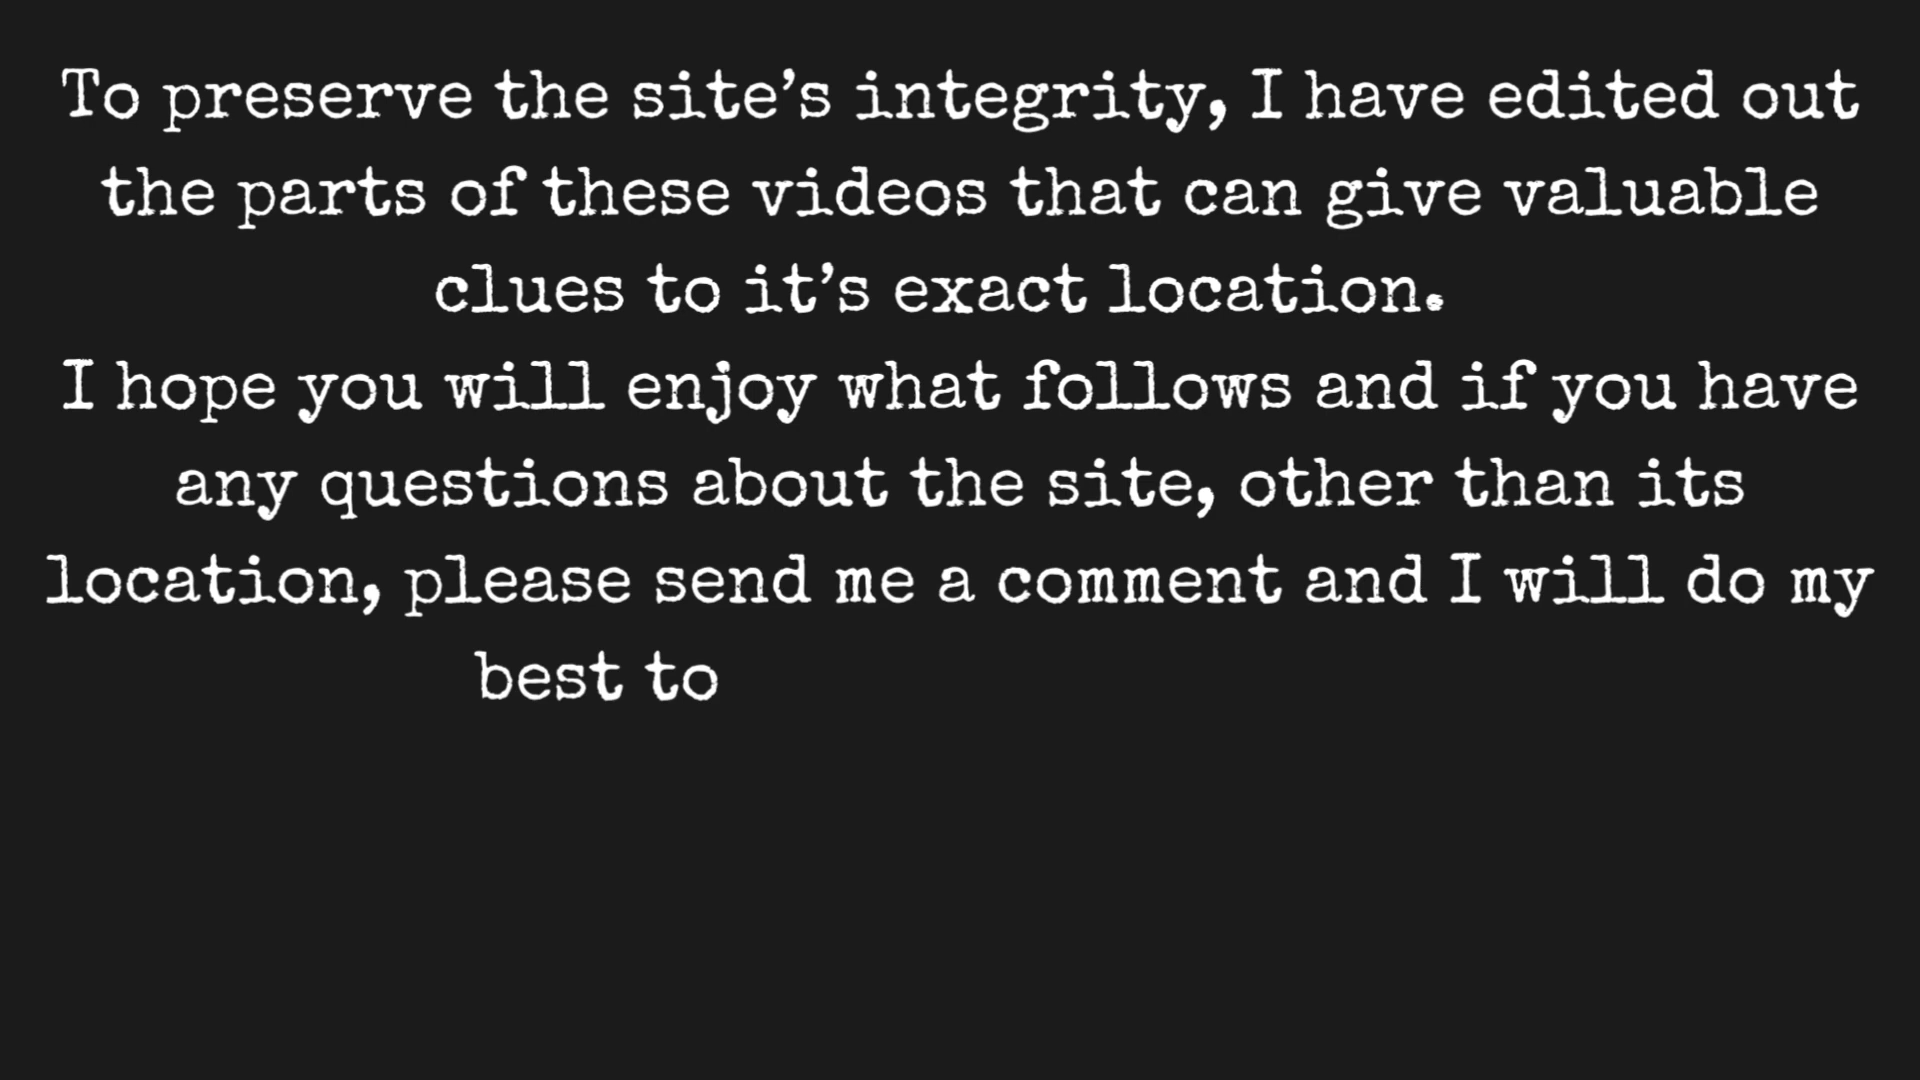 To preserve the site’s integrity, I have edited out
the parts of these videos that can give valuable
clues to it’s exact location.
I hope you will enjoy what follows and if you have
any questions about the site, other than its
location, please send me a comment and I will do my
best to